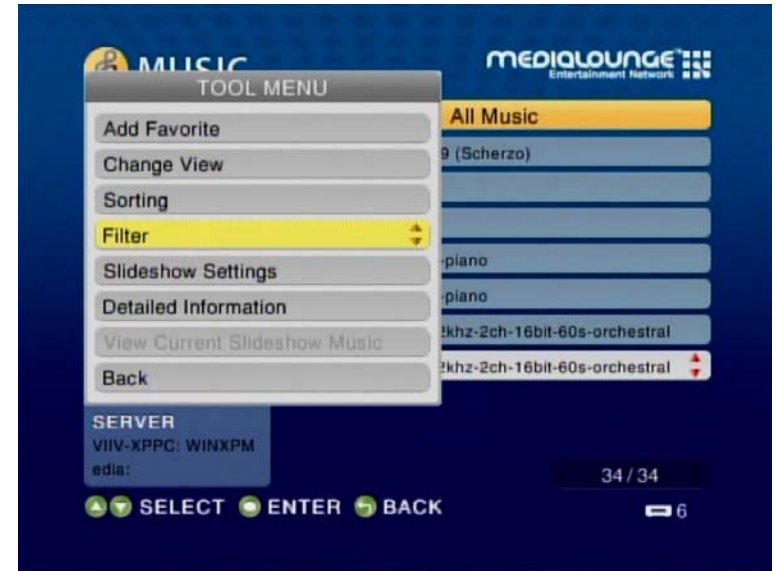 MUSIC
MEDIALOUNGE
Entertainment Network
TOOL MENU
Add Favorite
Change View
Sorting
Filter
Slideshow Settings
Detailed Information
View Current Slideshow Music
Back
All Music
9 (Scherzo)
-piano
-piano
2khz-2ch-16bit-60s-orchestral
2khz-2ch-16bit-60s-orchestral
SERVER
VIIV-XPPC: WINXPM
edia:
34/34
SELECT ENTER BACK
6